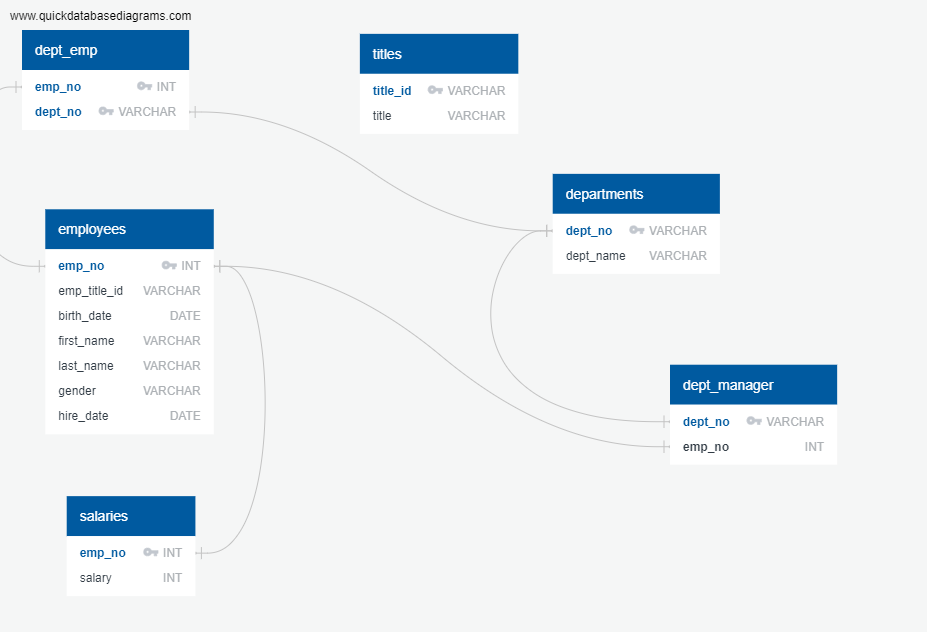 www.quickdatabasediagrams.com
dept_emp
emp_no INT
dept_no VARCHAR
titles
title_id VARCHAR
title VARCHAR
departments
dept_no VARCHAR
dept_name VARCHAR
employees
emp_no INT
emp_title_id VARCHAR
birth_date DATE
first_name VARCHAR
last_name VARCHAR
gender VARCHAR
hire_date DATE
dept_manager
dept_no VARCHAR
emp_no INT
salaries
emp_no INT
salary INT